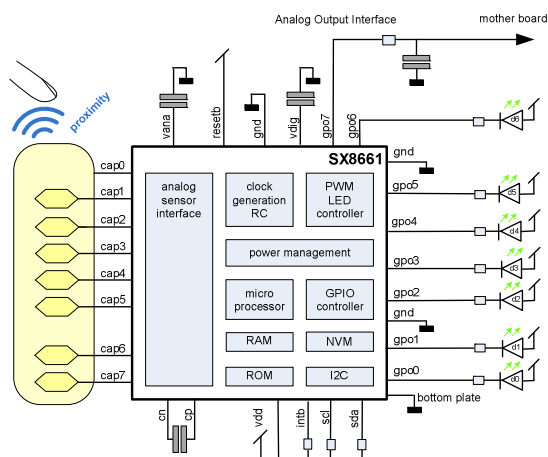 Analog Output Interface
mother board
proximity
vana
resetb
gnd
vdig
gpo7
gpo6
d6
SX8661
gnd
cap0
cap1
cap2
cap3
cap4
cap5
cap6
cap7
analog
sensor
interface
clock
generation
RC
PWM
LED
controller
power management
micro
processor
GPIO
controller
RAM
NVM
ROM
I2C
gpo5
d5
gpo4
d4
gpo3
d3
gpo2
d2
gnd
gpo1
d1
gpo0
d0
bottom plate
cn
cp
vdd
intb
scl
sda